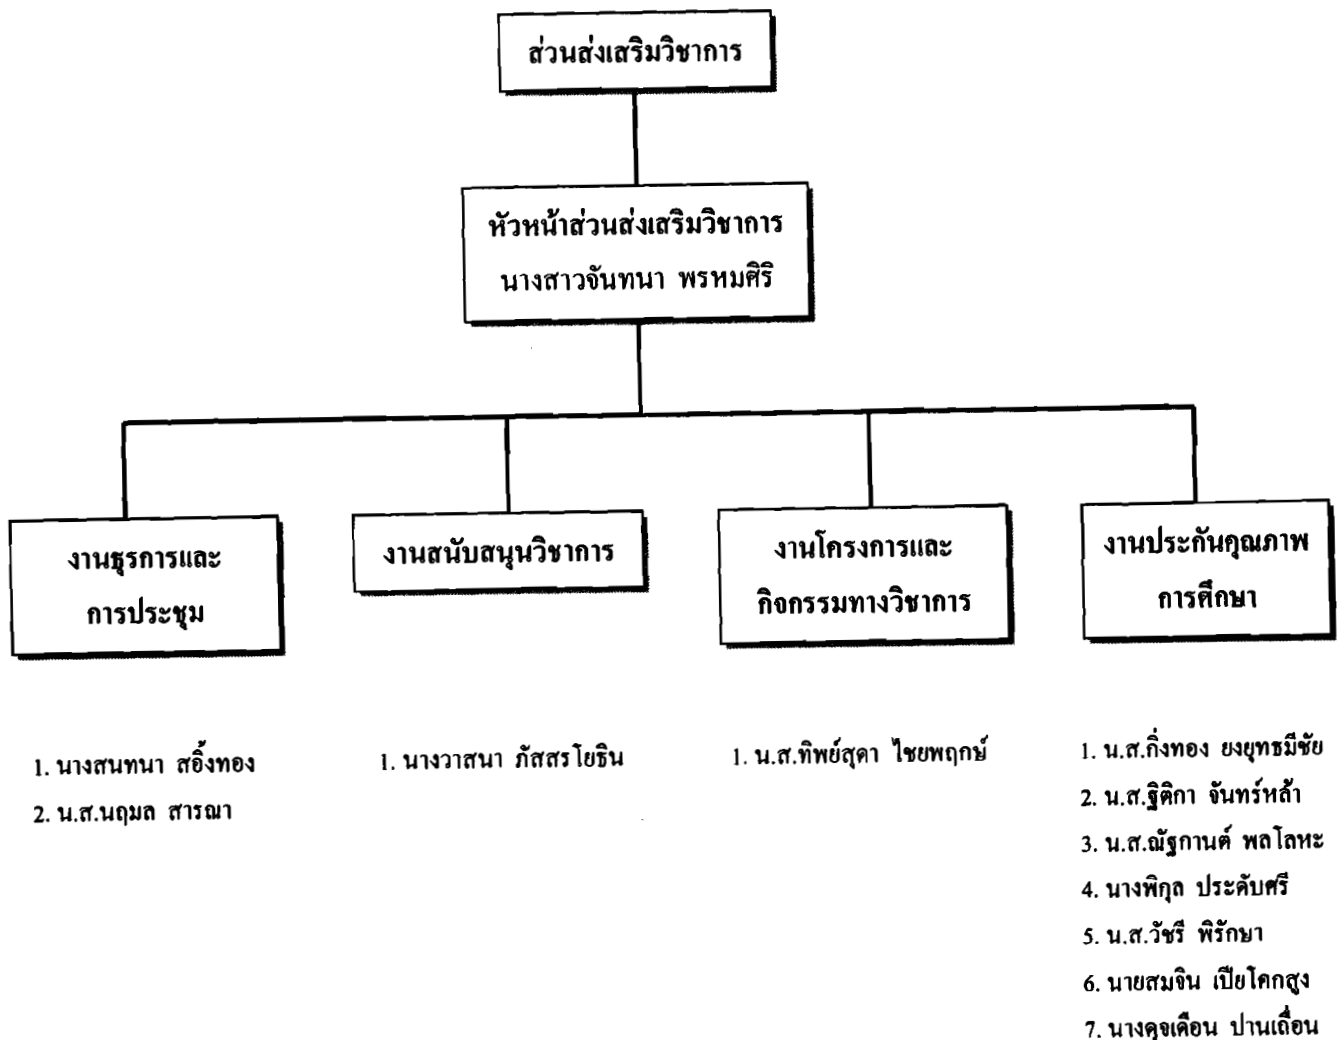 ส่วนส่งเสริมวิชาการ
หัวหน้าส่วนส่งเสริมวิชาการ
นางสาวจันทนา พรหมศิริ
งานธุรการและ
การประชุม
งานสนับสนุนวิชาการ
งานโครงการและ
กิจกรรมทางวิชาการ
งานประกันคุณภาพ
การศึกษา
1. นางสนทนา สอิ้งทอง
2. น.ส.นฤมล สารณา
1. นางวาสนา ภัสสรโยธิน
1. น.ส.ทิพย์สุดา ไชยพฤกษ์
1. น.ส.กิ่งทอง ยงยุทธมีชัย
2. น.ส.ฐิติกา จันทร์หล้า
3. น.ส.ณัฐกานต์ พลโลหะ
4. นางพิกุล ประดับศรี
5. น.ส.วัชรี พิรักษา
6. นายสมจิน เปียโคกสูง
7. นางดุจเดือน ปานเถื่อน